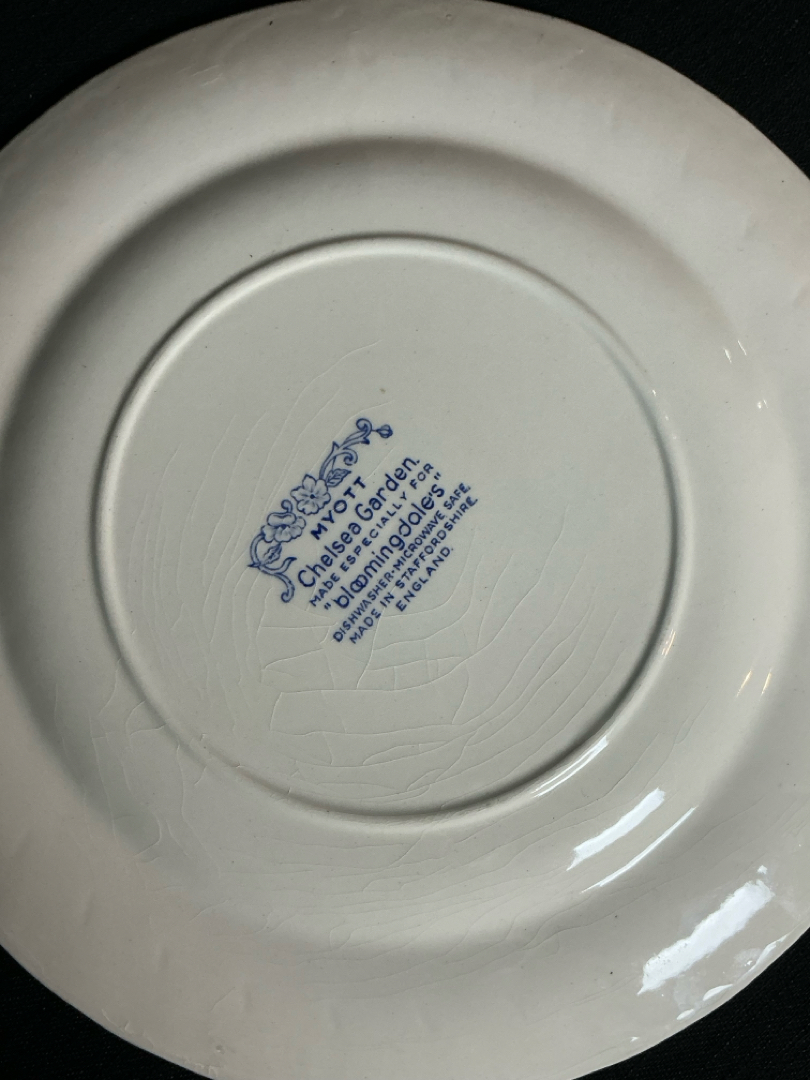 MYOTT
Chelsea Garden.
MADE ESPECIALLY FOR
"bloomingdale's"
DISHWASHER-MICROWAVE SAFE.
MADE IN STAFFORDSHIRE
ENGLAND.